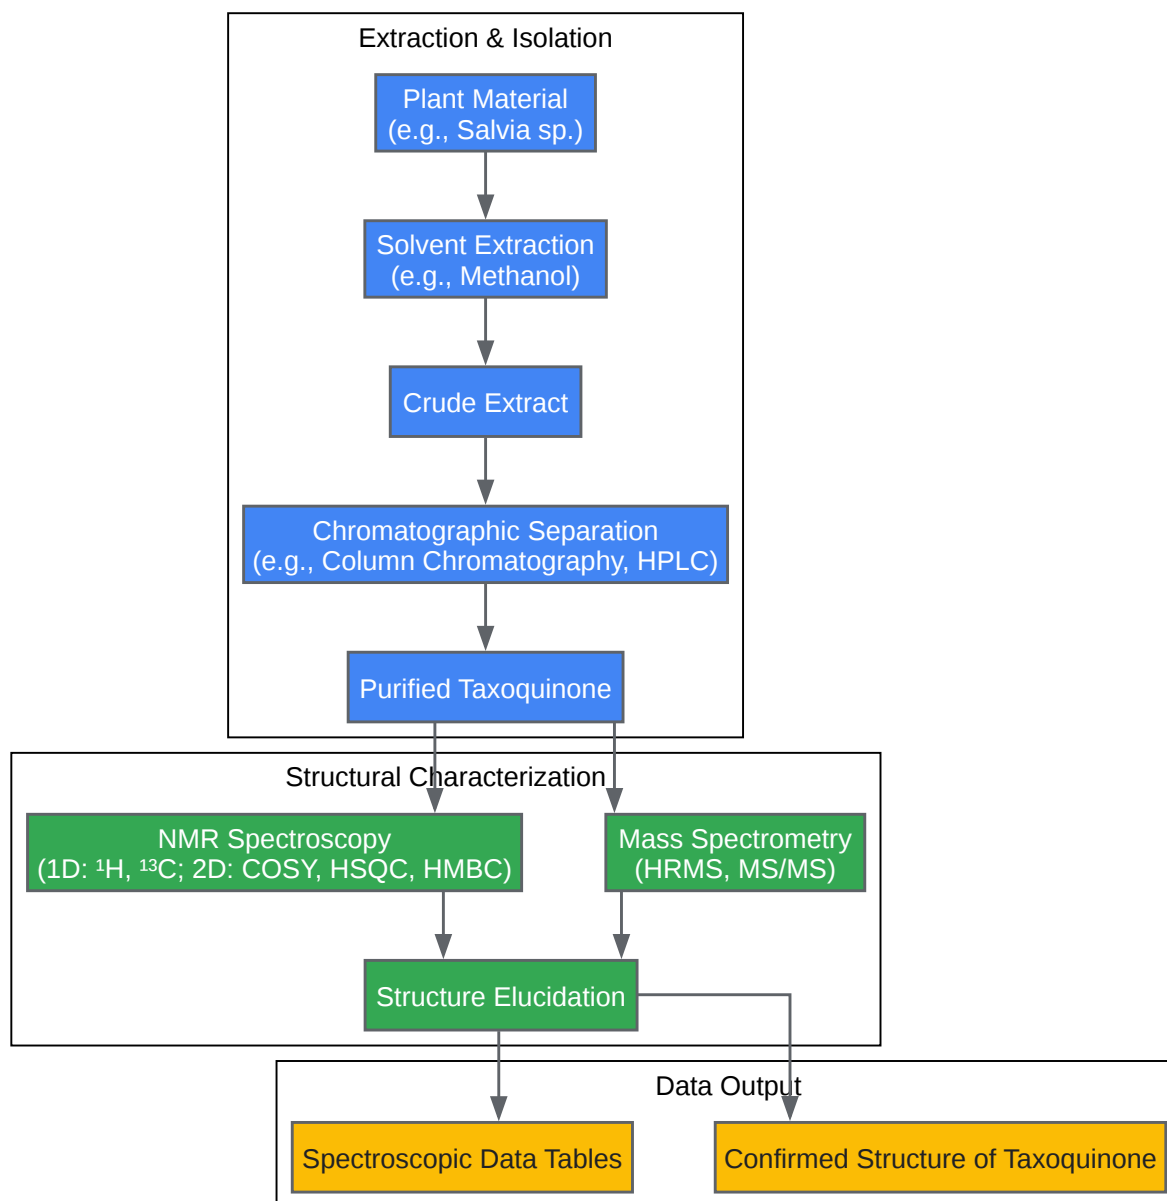 Extraction & Isolation
Plant Material
(e.g., Salvia sp.)
Solvent Extraction
(e.g., Methanol)
Crude Extract
Chromatographic Separation
(e.g., Column Chromatography, HPLC)
Purified Taxoquinone
Structural Characterization
NMR Spectroscopy
(1D: ¹H, ¹³C; 2D: COSY, HSQC, HMBC)
Mass Spectrometry
(HRMS, MS/MS)
Structure Elucidation
Data Output
Spectroscopic Data Tables
Confirmed Structure of Taxoquinone